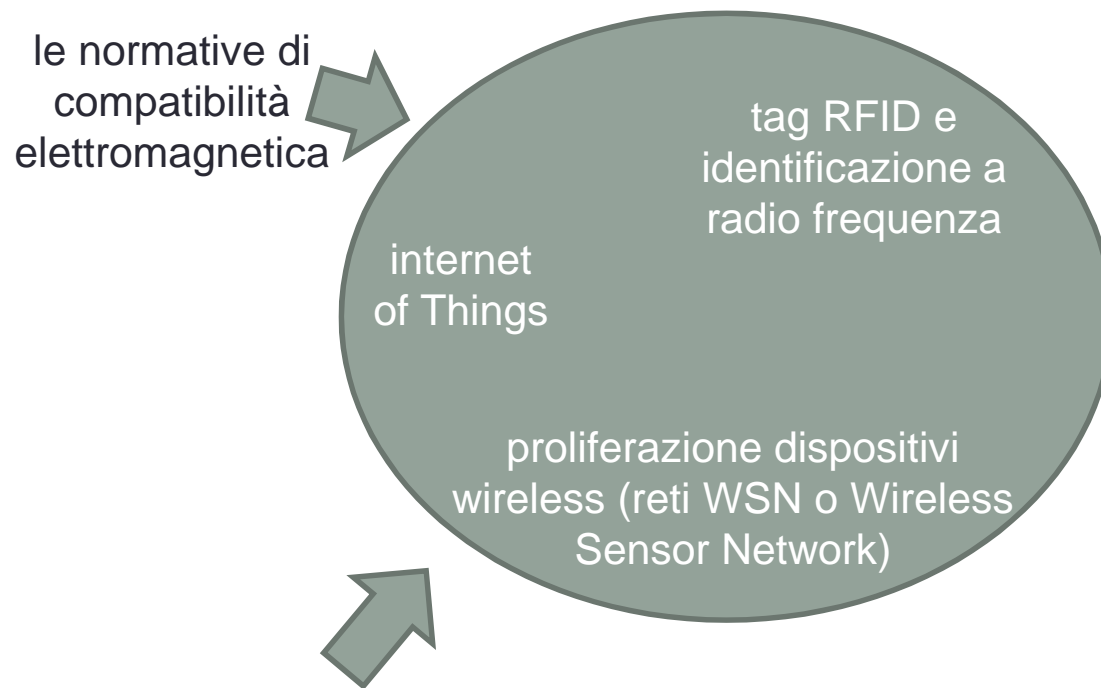 le normative di
compatibilità
elettromagnetica
tag RFID e
identificazione a
radio frequenza
internet
of Things
proliferazione dispositivi
wireless (reti WSN o Wireless
Sensor Network)